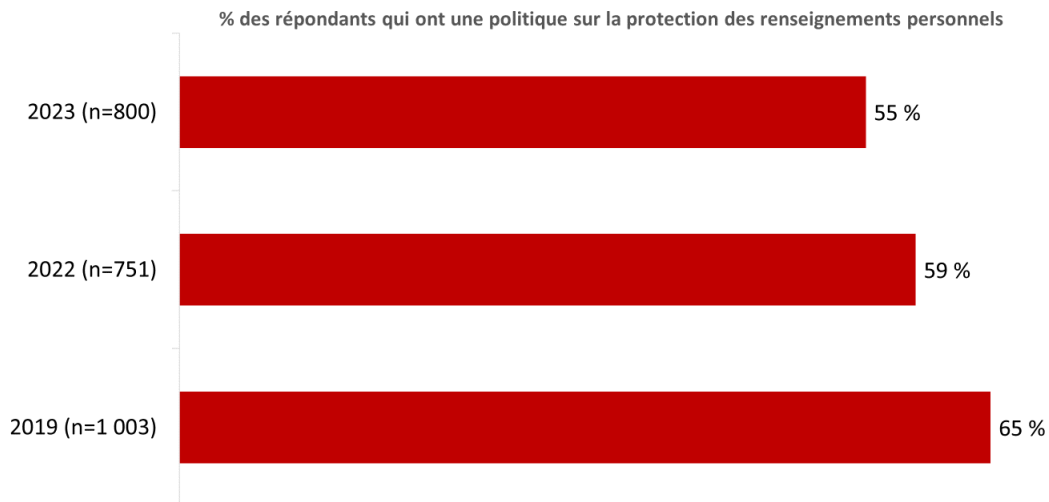 % des répondants qui ont une politique sur la protection des renseignements personnels
2023 (n=800)
55 %
2022 (n=751)
59 %
2019 (n=1 003)
65 %